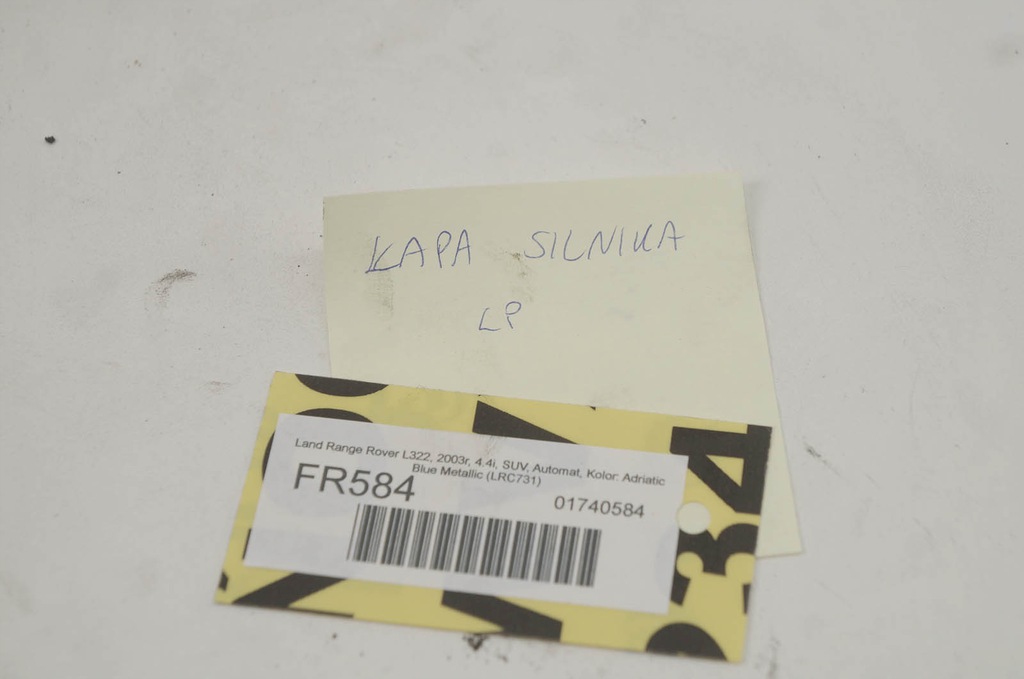 KAPA SILNIKA
LP
Land Range Rover L322, 2003r, 4.4i, SUV, Automat, Kolor: Adriatic
Blue Metallic (LRC731)
FR584
01740584
34